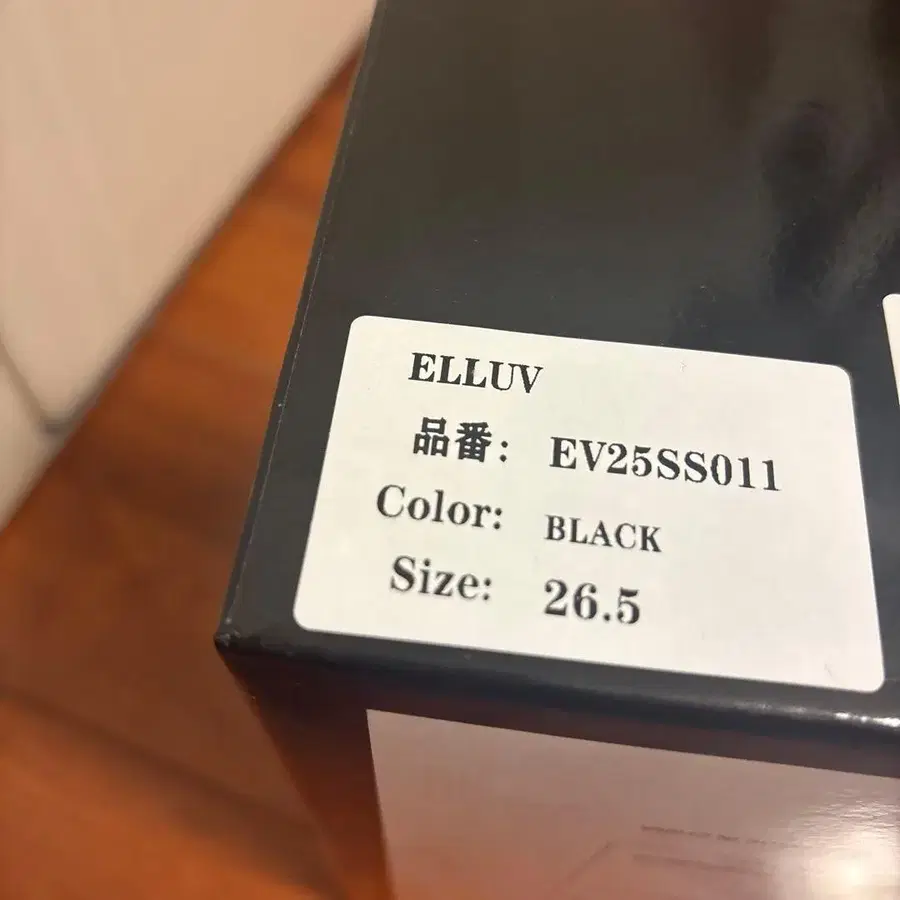 ELLUV
品番: EV25SS011
Color: BLACK
Size: 26.5